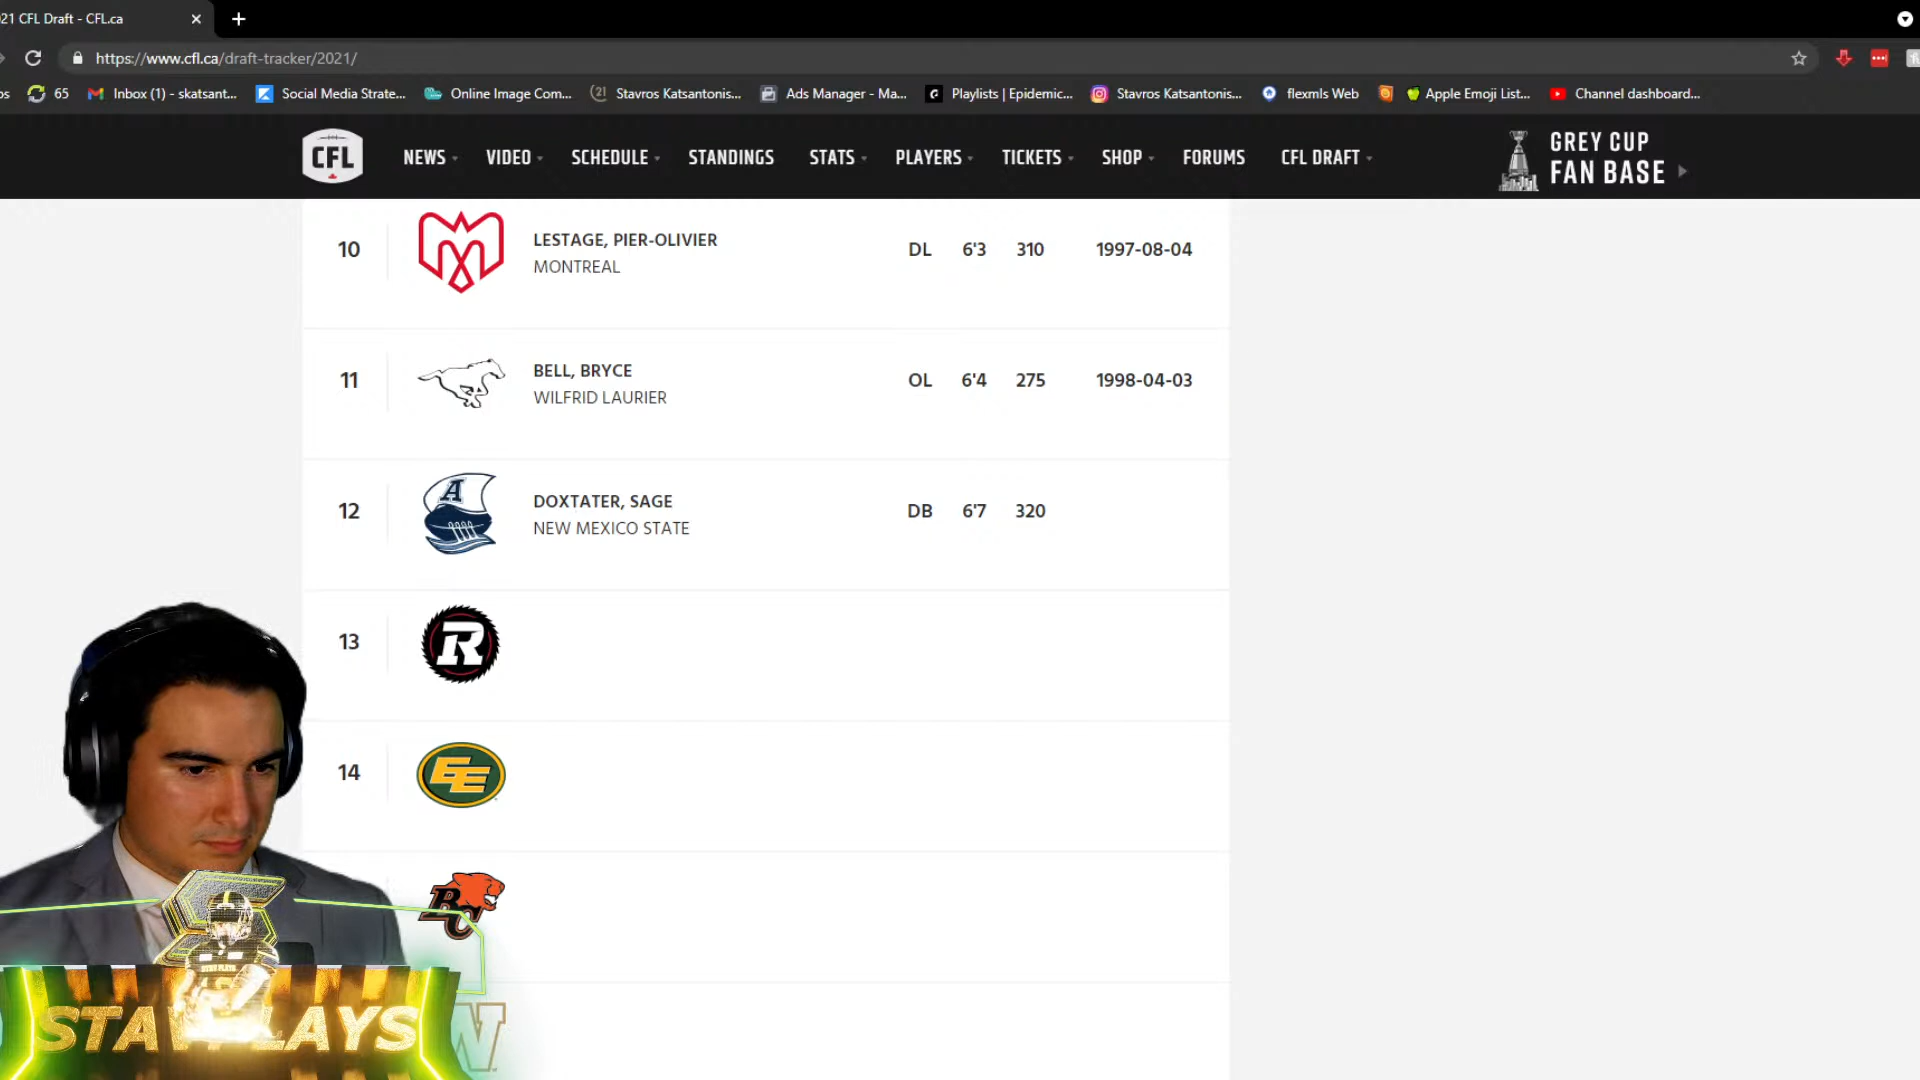 21 CFL Draft - CFL.ca
https://www.cfl.ca/draft-tracker/2021/
65
Inbox (1) - skatsant...
Social Media Strate...
Online Image Com...
Stavros Katsantonis...
Ads Manager - Ma...
Playlists | Epidemic...
Stavros Katsantonis...
flexmls Web
Apple Emoji List...
Channel dashboard...
CFL
NEWS
VIDEO
SCHEDULE
STANDINGS
STATS
PLAYERS
TICKETS
SHOP
FORUMS
CFL DRAFT
GREY CUP
FAN BASE
10
LESTAGE, PIER-OLIVIER
MONTREAL
DL 6'3 310 1997-08-04
11
BELL, BRYCE
WILFRID LAURIER
OL 6'4 275 1998-04-03
12
A
DOXTATER, SAGE
NEW MEXICO STATE
DB 6'7 320
13
R
14
EE
BC
W